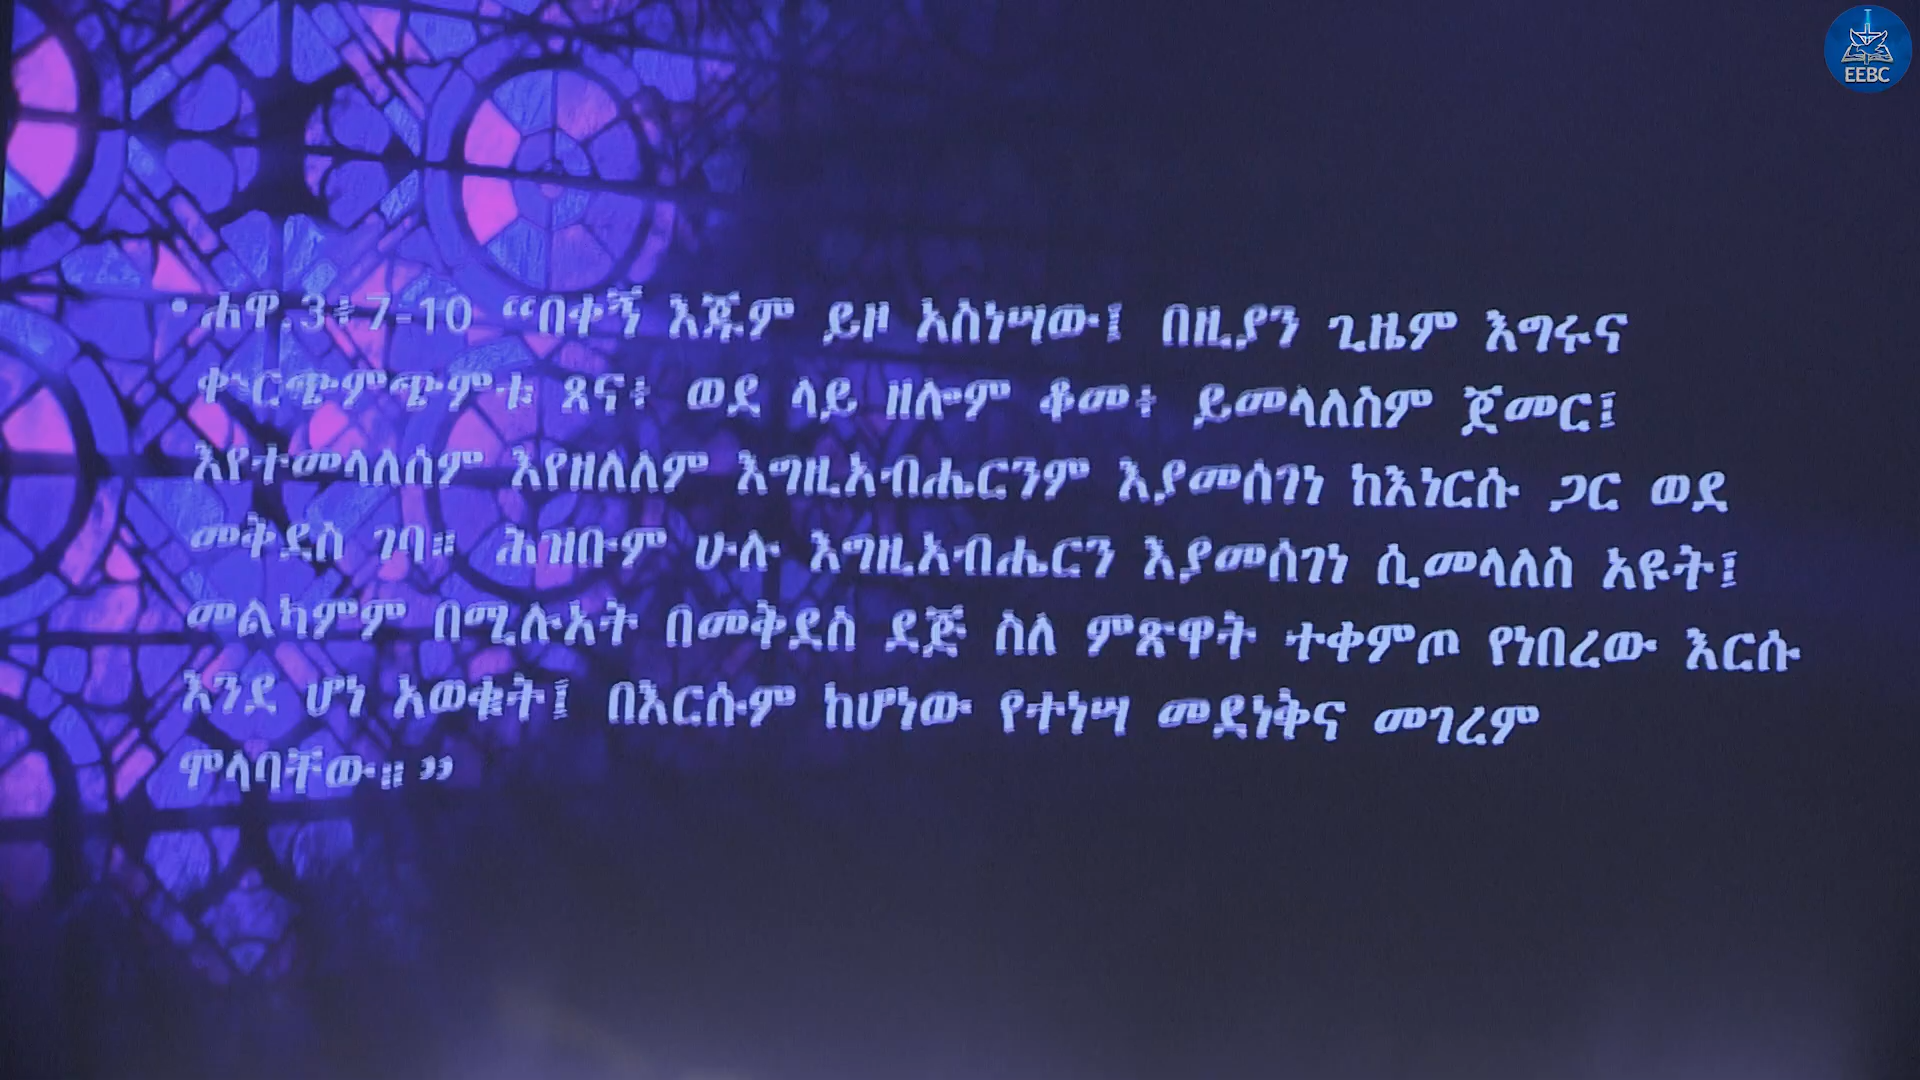 EEBC
• ሐዋ.3፥7-10 “በቀኝ እጁም ይዞ አስነሣው፤ በዚያን ጊዜም እግሩና
ቍርጭምጭምቱ ጸና፥ ወደ ላይ ዘሎም ቆመ፥ ይመላለስም ጀመር፤
እየተመላለሰም እየዘለለም እግዚአብሔርንም እያመሰገነ ከእነርሱ ጋር ወደ
መቅደስ ገባ። ሕዝቡም ሁሉ እግዚአብሔርን እያመሰገነ ሲመላለስ አዩት፤
መልካምም በሚሉአት በመቅደስ ደጅ ስለ ምጽዋት ተቀምጦ የነበረው እርሱ
እንደ ሆነ አወቁት፤ በእርሱም ከሆነው የተነሣ መደነቅና መገረም
ሞላባቸው።”